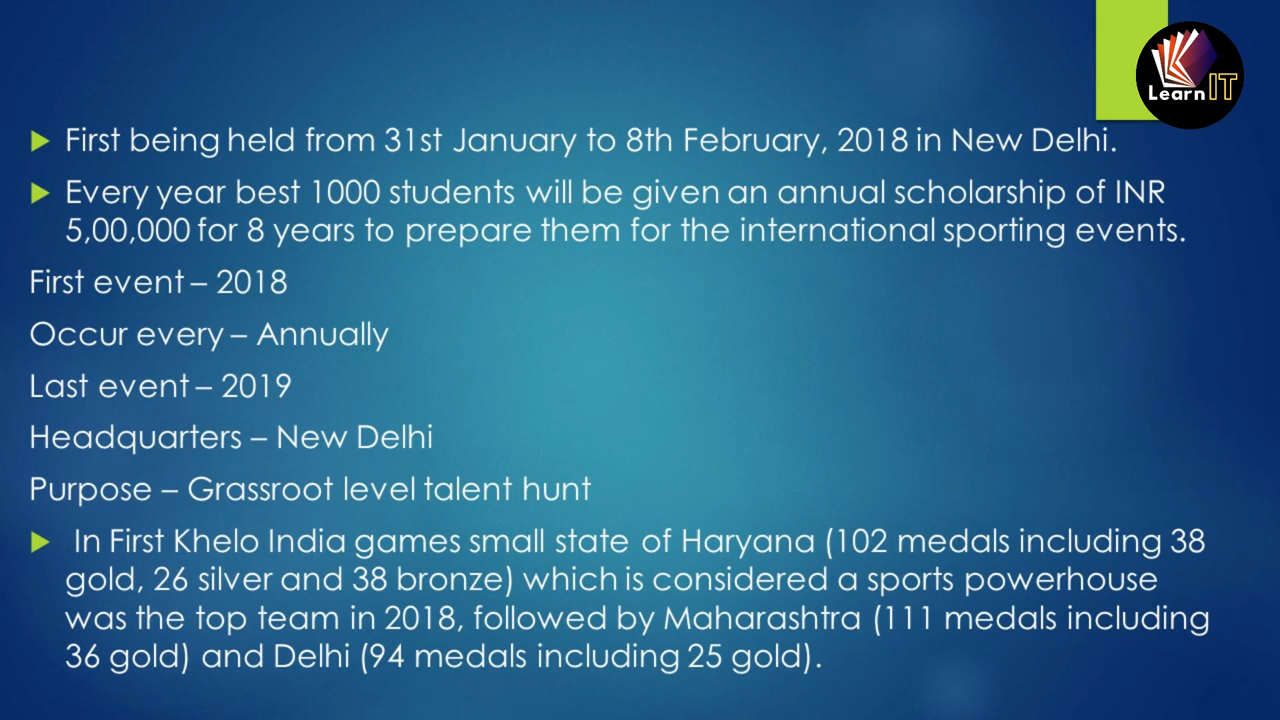 Learn IT
First being held from 31st January to 8th February, 2018 in New Delhi.
Every year best 1000 students will be given an annual scholarship of INR
5,00,000 for 8 years to prepare them for the international sporting events.
First event – 2018
Occur every – Annually
Last event – 2019
Headquarters – New Delhi
Purpose – Grassroot level talent hunt
In First Khelo India games small state of Haryana (102 medals including 38
gold, 26 silver and 38 bronze) which is considered a sports powerhouse
was the top team in 2018, followed by Maharashtra (111 medals including
36 gold) and Delhi (94 medals including 25 gold).